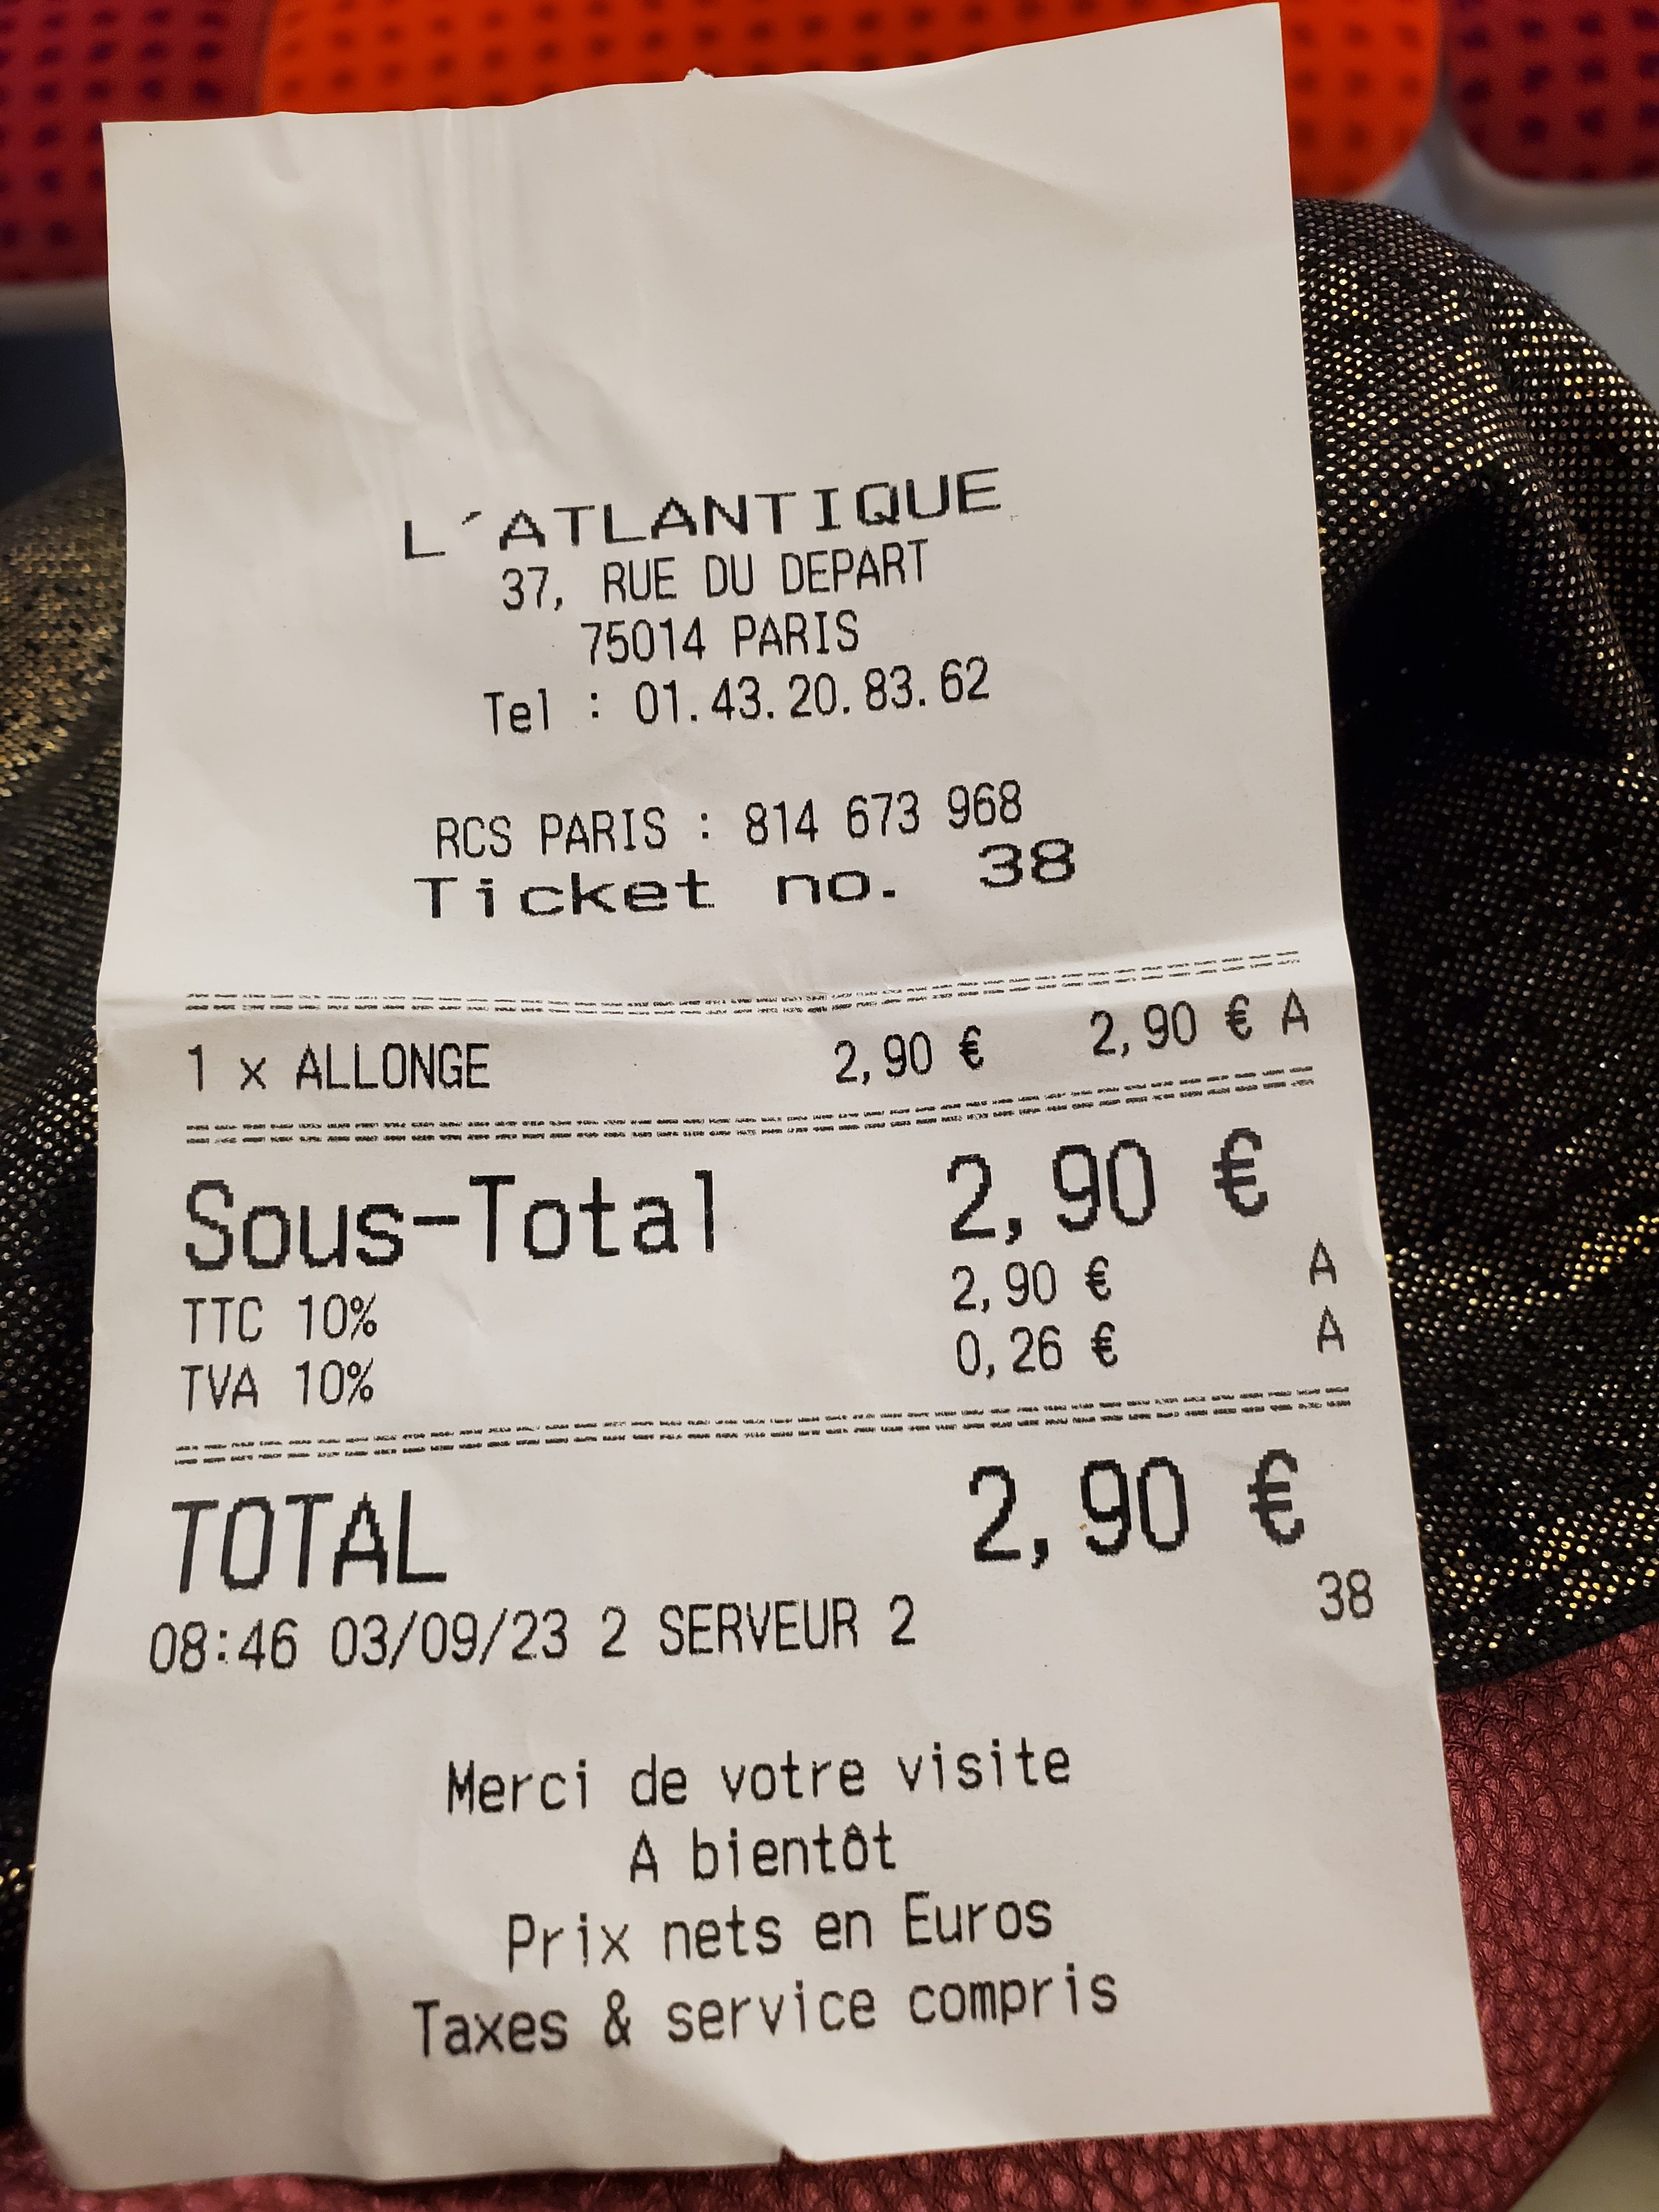 L´ATLANTIQUE
37, RUE DU DEPART
75014 PARIS
Tel : 01.43.20.83.62
RCS PARIS : 814 673 968
Ticket no. 38
1 x ALLONGE 2,90 € 2,90 € A
Sous-Total 2,90 €
TTC 10% 2,90 € A
TVA 10% 0,26 € A
TOTAL 2,90 €
08:46 03/09/23 2 SERVEUR 2 38
Merci de votre visite
A bientôt
Prix nets en Euros
Taxes & service compris